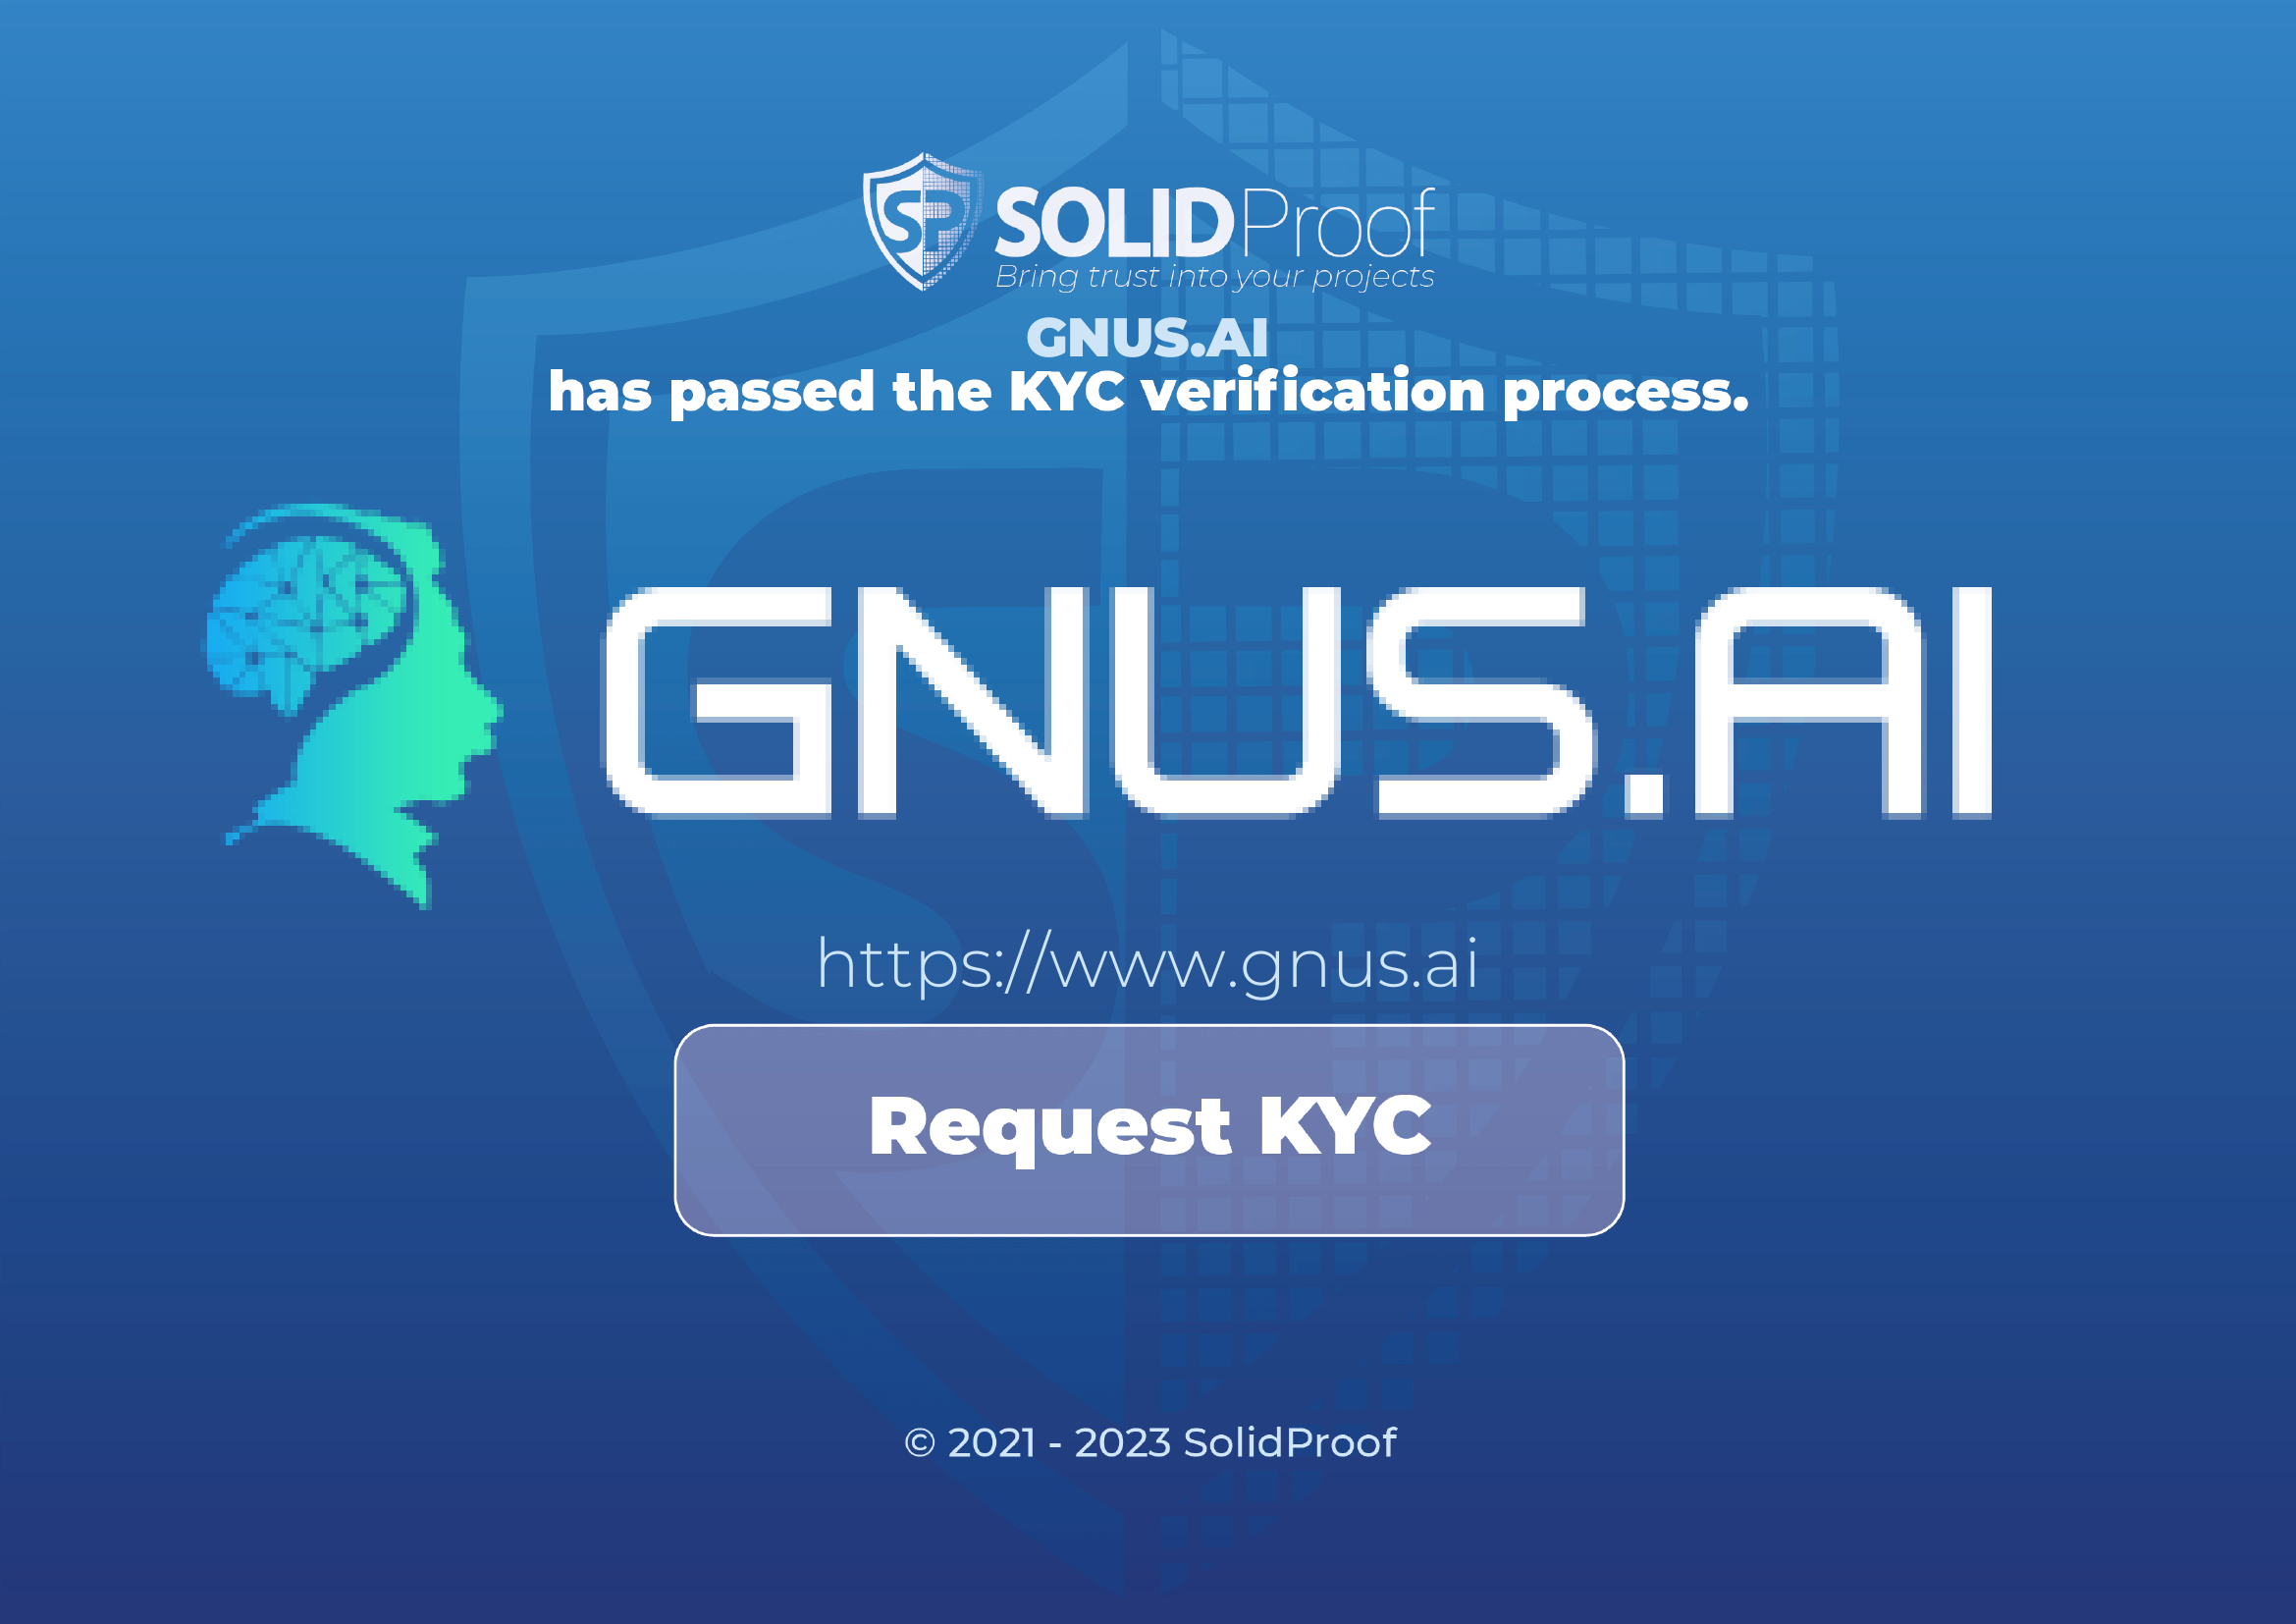 SP SOLIDProof
Bring trust into your projects
GNUS.AI
has passed the KYC verification process.
GNUS.AI
https://www.gnus.ai
Request KYC
© 2021 - 2023 SolidProof